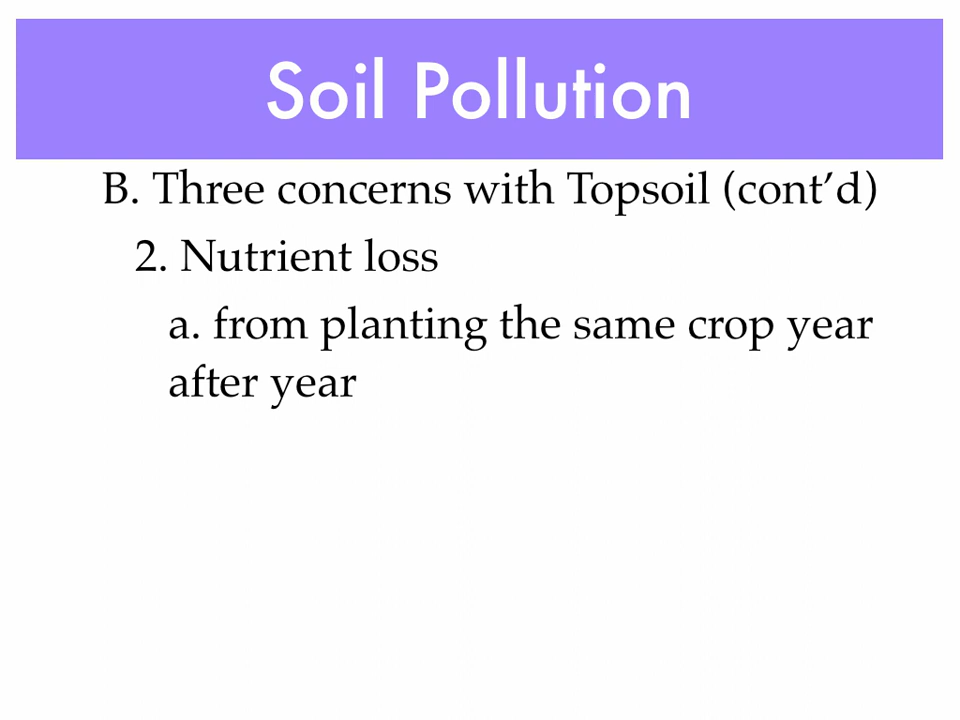 Soil Pollution
B. Three concerns with Topsoil (cont’d)
2. Nutrient loss
a. from planting the same crop year
after year